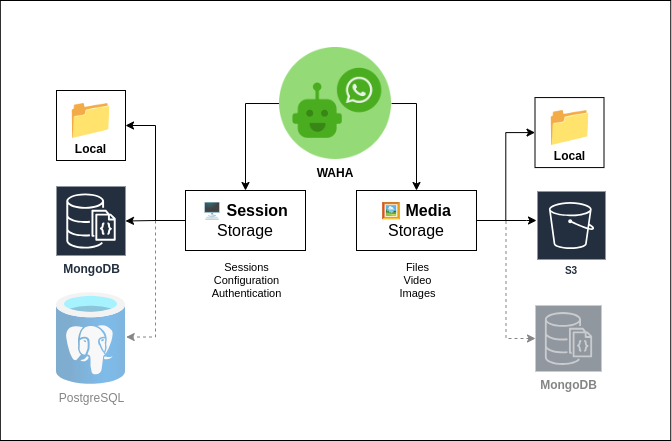 WAHA
Local
MongoDB
PostgreSQL
🖥️ Session
Storage
Sessions
Configuration
Authentication
🖼️ Media
Storage
Files
Video
Images
Local
S3
MongoDB